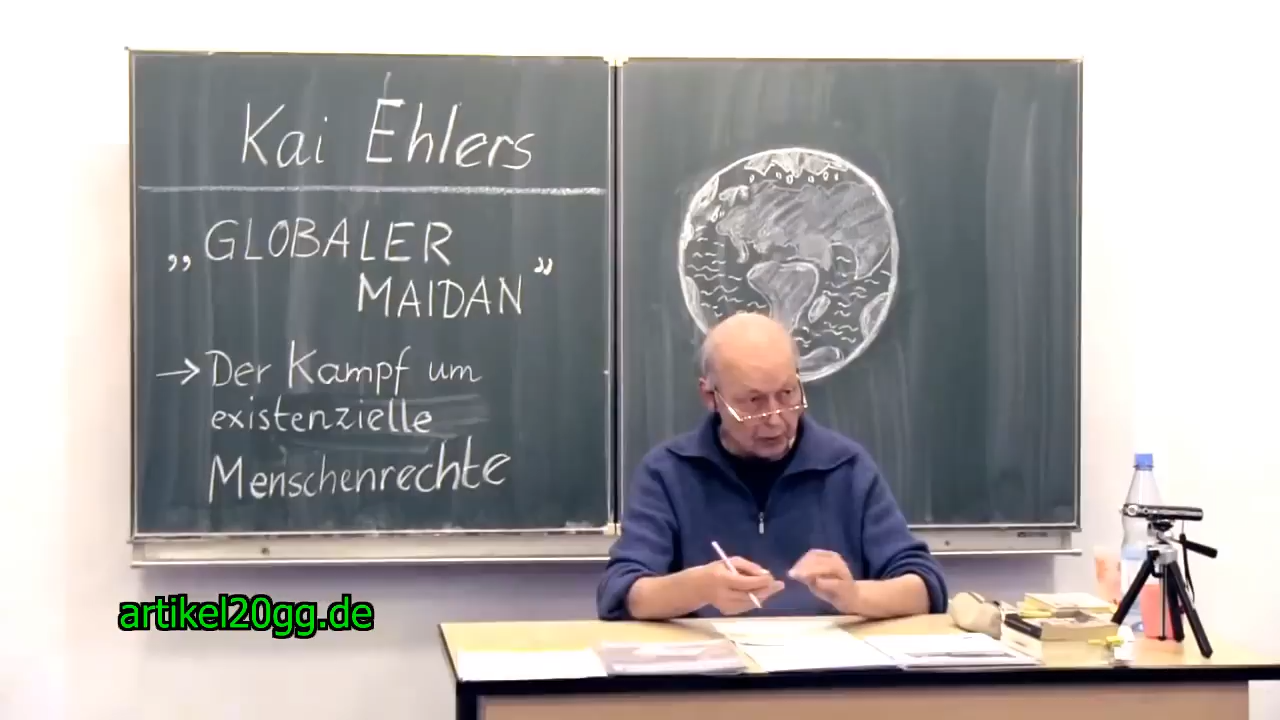 Kai Ehlers
„GLOBALER
MAIDAN"
→ Der Kampf um
existenzielle
Menschenrechte
artikel20gg.de